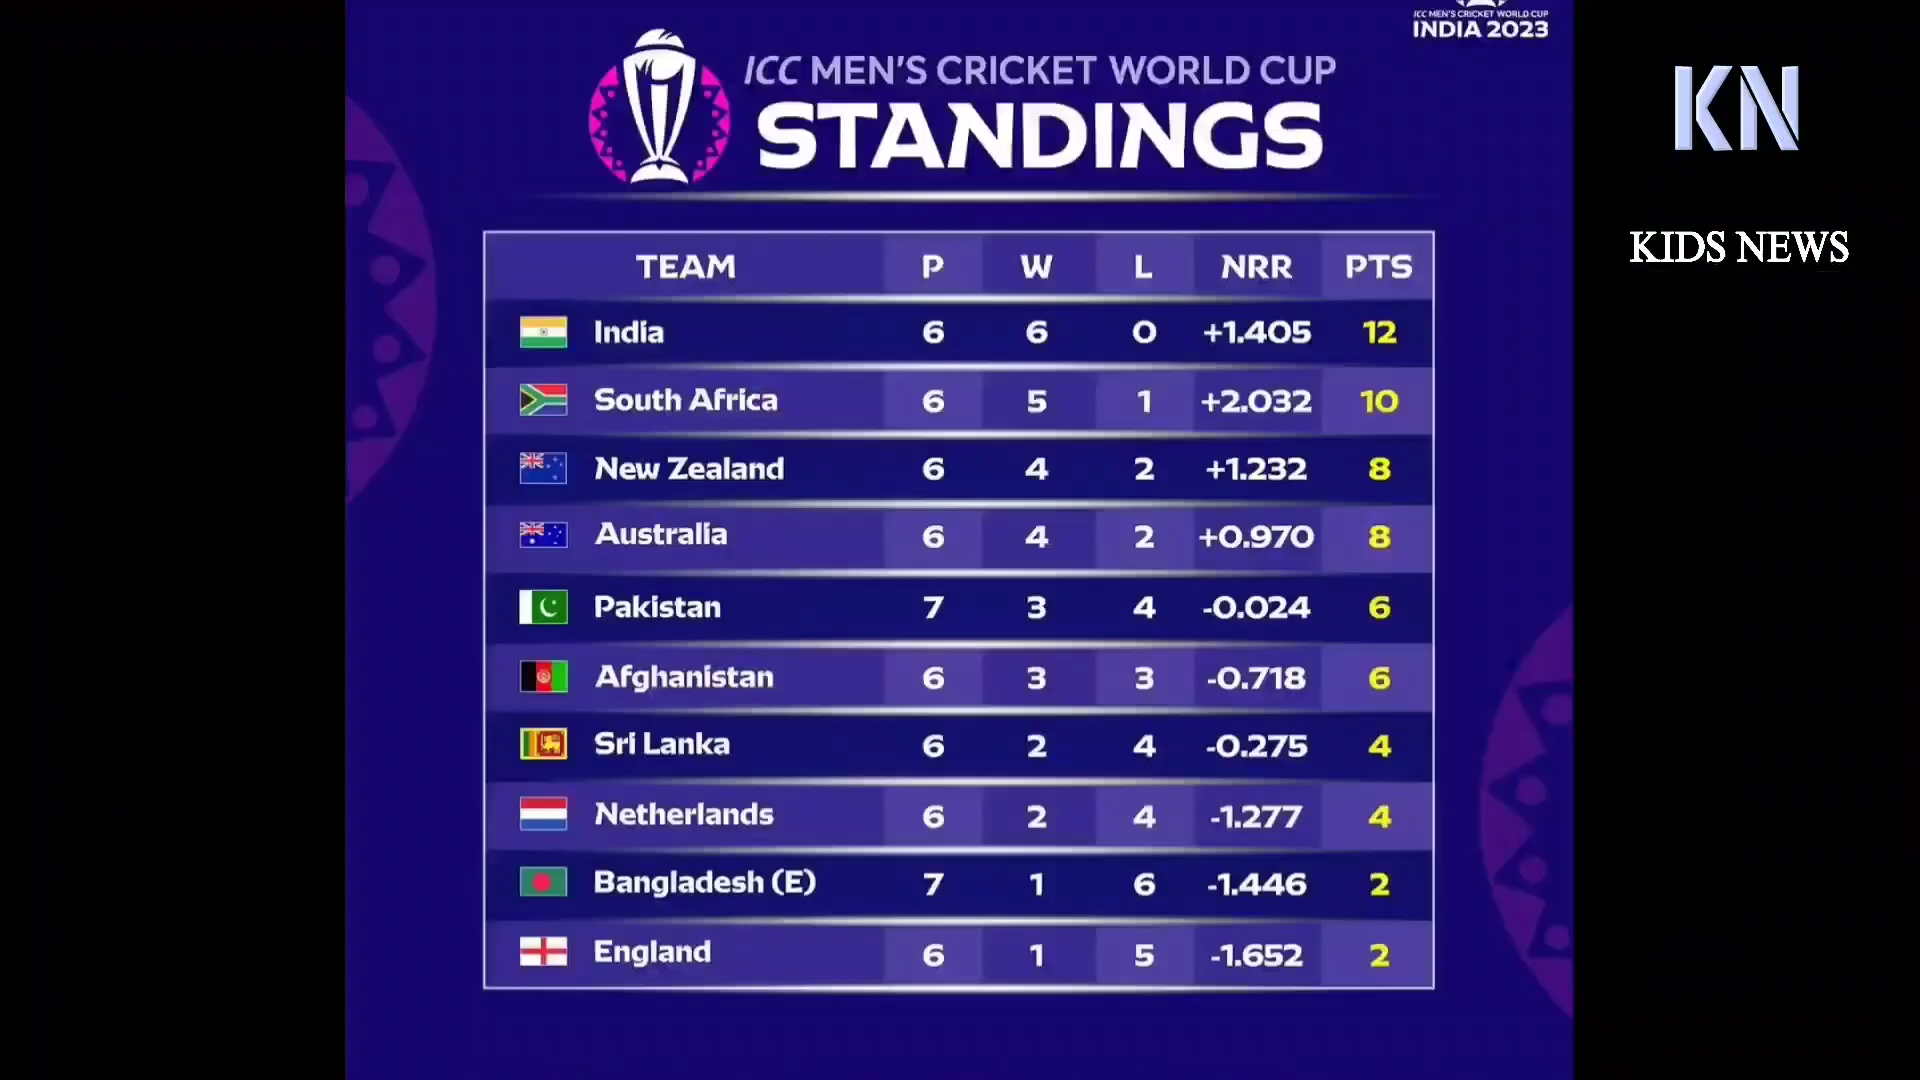 ICC MEN'S CRICKET WORLD CUP
INDIA 2023
ICC MEN'S CRICKET WORLD CUP
STANDINGS
KN
KIDS NEWS
TEAM P W L NRR PTS
India 6 6 0 +1.405 12
South Africa 6 5 1 +2.032 10
New Zealand 6 4 2 +1.232 8
Australia 6 4 2 +0.970 8
Pakistan 7 3 4 -0.024 6
Afghanistan 6 3 3 -0.718 6
Sri Lanka 6 2 4 -0.275 4
Netherlands 6 2 4 -1.277 4
Bangladesh (E) 7 1 6 -1.446 2
England 6 1 5 -1.652 2